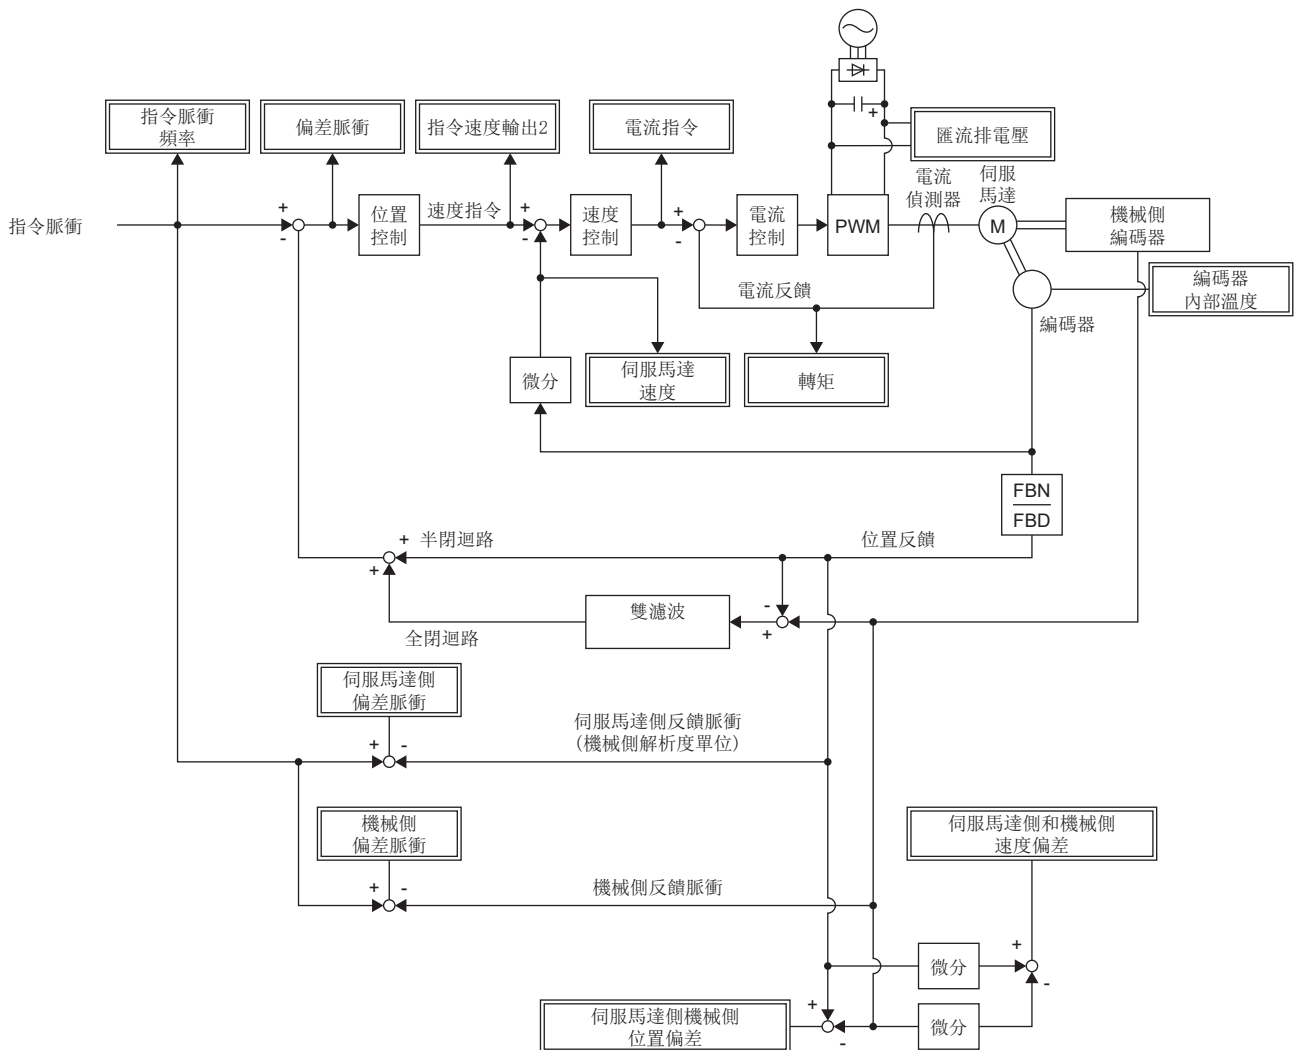 指令脈衝
頻率
偏差脈衝
指令速度輸出2
電流指令
+
匯流排電壓
指令脈衝
+
-
位置
控制
速度指令
+
-
速度
控制
+
-
電流
控制
PWM
電流
偵測器
伺服
馬達
M
機械側
編碼器
編碼器
內部溫度
電流反饋
編碼器
微分
伺服馬達
速度
轉矩
FBN
FBD
+
半閉迴路
位置反饋
+
全閉迴路
雙濾波
-
+
伺服馬達側
偏差脈衝
+
-
伺服馬達側反饋脈衝
(機械側解析度單位)
機械側
偏差脈衝
+
-
機械側反饋脈衝
伺服馬達側和機械側
速度偏差
微分
+
-
伺服馬達側機械側
位置偏差
+
-
微分